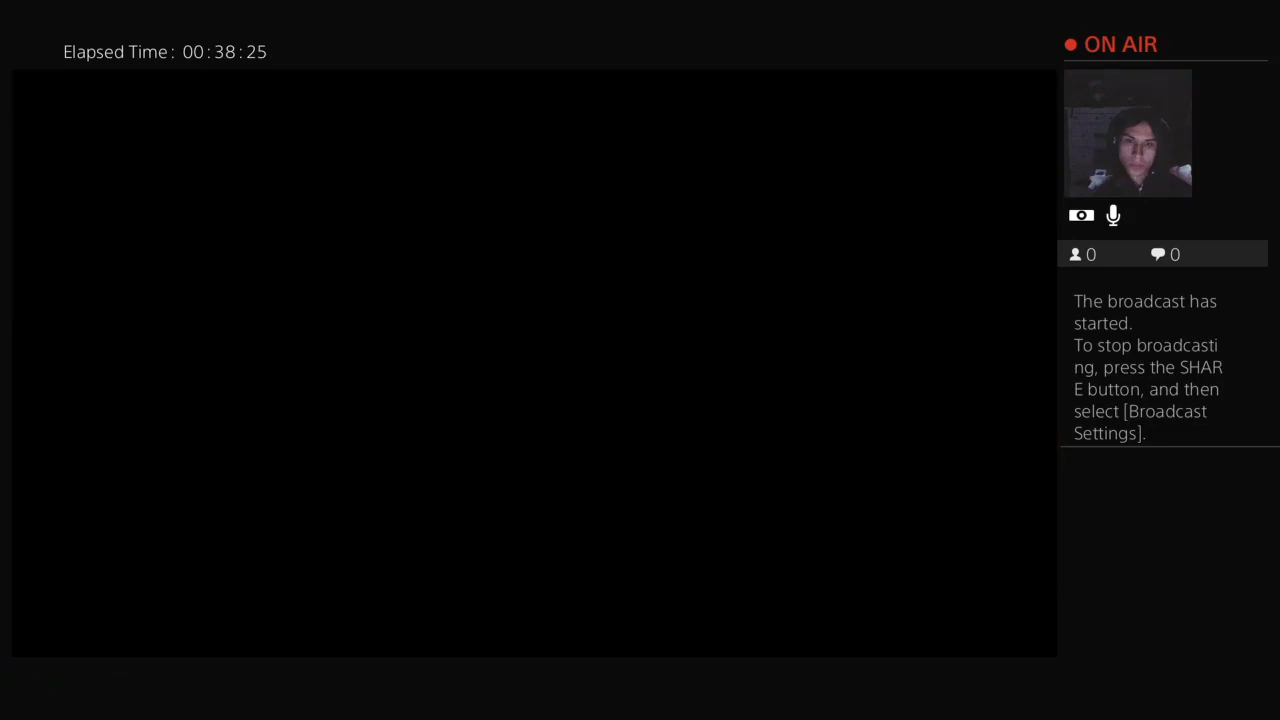 Elapsed Time: 00:38:25
ON AIR
0 0
The broadcast has
started.
To stop broadcasti
ng, press the SHAR
E button, and then
select [Broadcast
Settings].